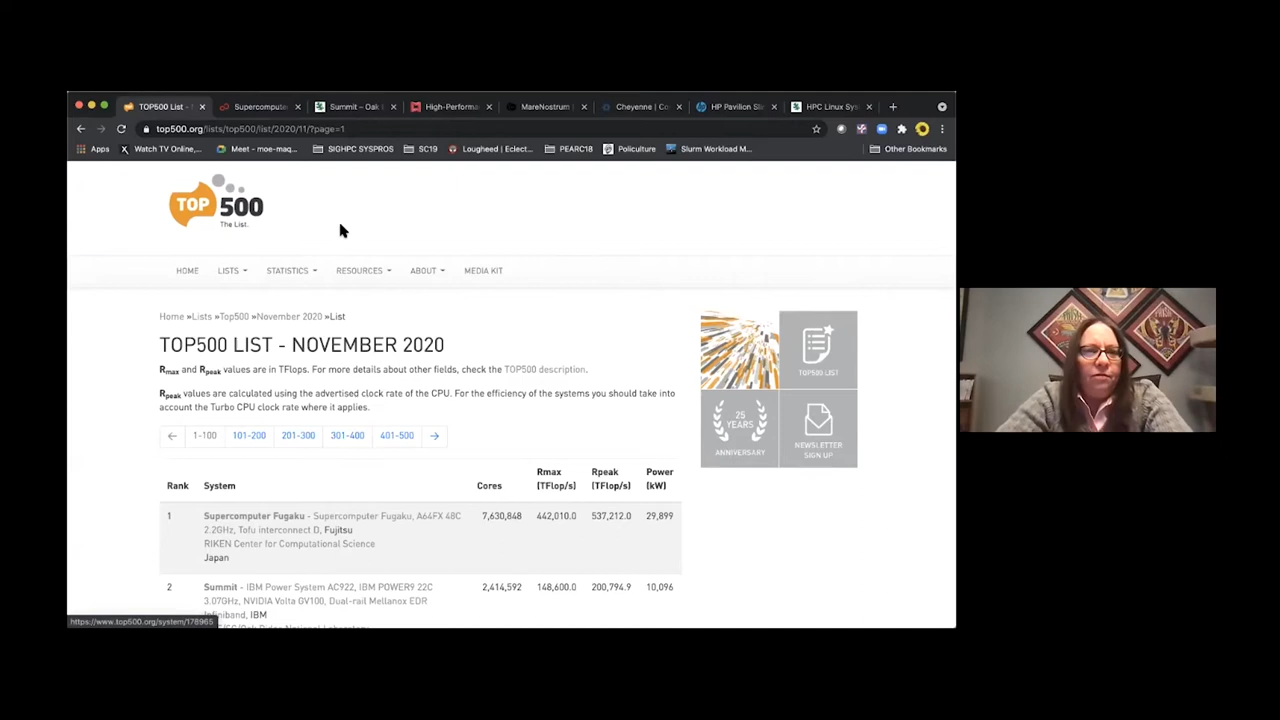 TOP500 List -
Supercompute
Summit – Oak
High-Performa
MareNostrum
Cheyenne | Co
HP Pavilion Sli
HPC Linux Sys
top500.org/lists/top500/list/2020/11/?page=1
Apps
Watch TV Online,...
Meet - moe-maq...
SIGHPC SYSPROS
SC19
Lougheed | Eclect...
PEARC18
Policulture
Slurm Workload M...
Other Bookmarks
TOP 500
The List.
HOME LISTS STATISTICS RESOURCES ABOUT MEDIA KIT
Home »Lists »Top500 »November 2020 »List
TOP500 LIST - NOVEMBER 2020
Rmax and Rpeak values are in TFlops. For more details about other fields, check the TOP500 description.
Rpeak values are calculated using the advertised clock rate of the CPU. For the efficiency of the systems you should take into
account the Turbo CPU clock rate where it applies.
← 1-100 101-200 201-300 301-400 401-500 →
TOP500 LIST
25
YEARS
ANNIVERSARY
NEWSLETTER
SIGN UP
Rank System Cores Rmax (TFlop/s) Rpeak (TFlop/s) Power (kW)
1 Supercomputer Fugaku - Supercomputer Fugaku, A64FX 48C 7,630,848 442,010.0 537,212.0 29,899
2.2GHz, Tofu interconnect D, Fujitsu
RIKEN Center for Computational Science
Japan
2 Summit - IBM Power System AC922, IBM POWER9 22C 2,414,592 148,600.0 200,794.9 10,096
3.07GHz, NVIDIA Volta GV100, Dual-rail Mellanox EDR
Infiniband, IBM
https://www.top500.org/system/178965